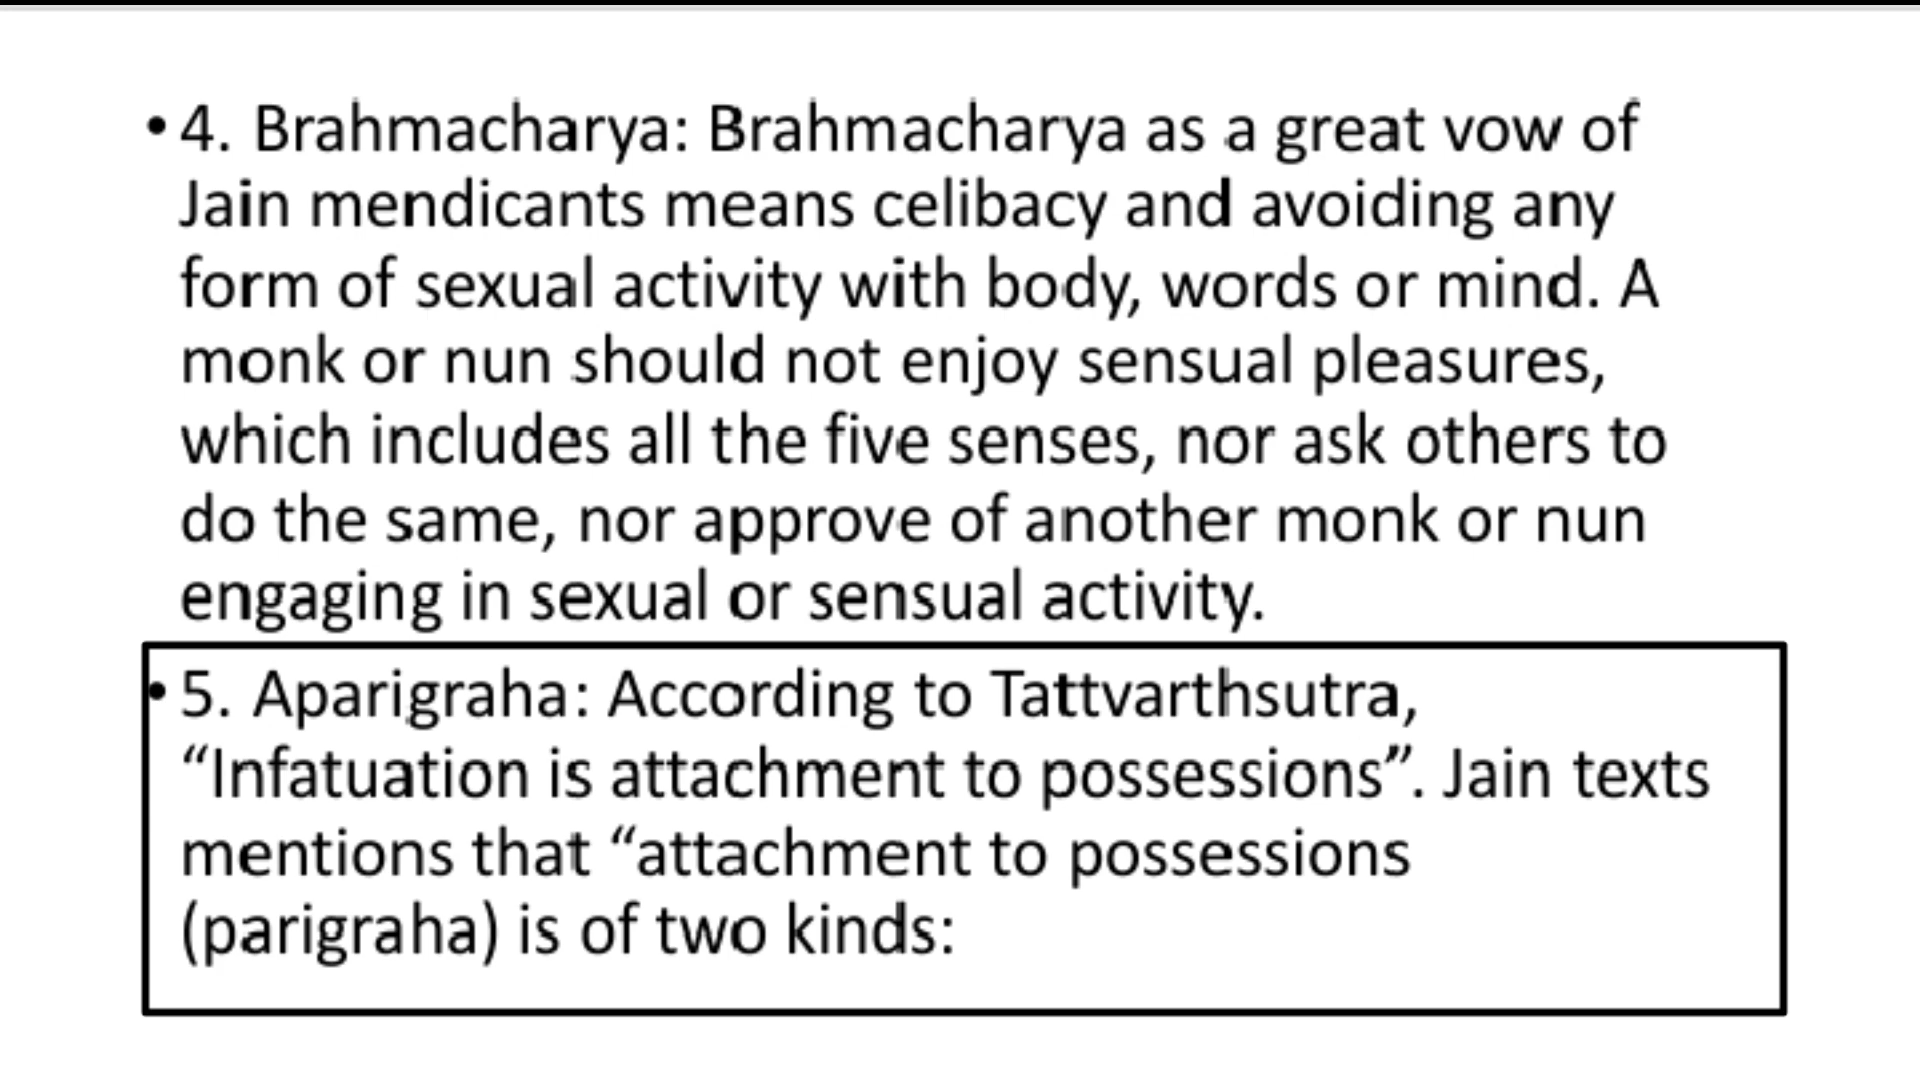 • 4. Brahmacharya: Brahmacharya as a great vow of
Jain mendicants means celibacy and avoiding any
form of sexual activity with body, words or mind. A
monk or nun should not enjoy sensual pleasures,
which includes all the five senses, nor ask others to
do the same, nor approve of another monk or nun
engaging in sexual or sensual activity.
• 5. Aparigraha: According to Tattvarthsutra,
“Infatuation is attachment to possessions”. Jain texts
mentions that “attachment to possessions
(parigraha) is of two kinds: